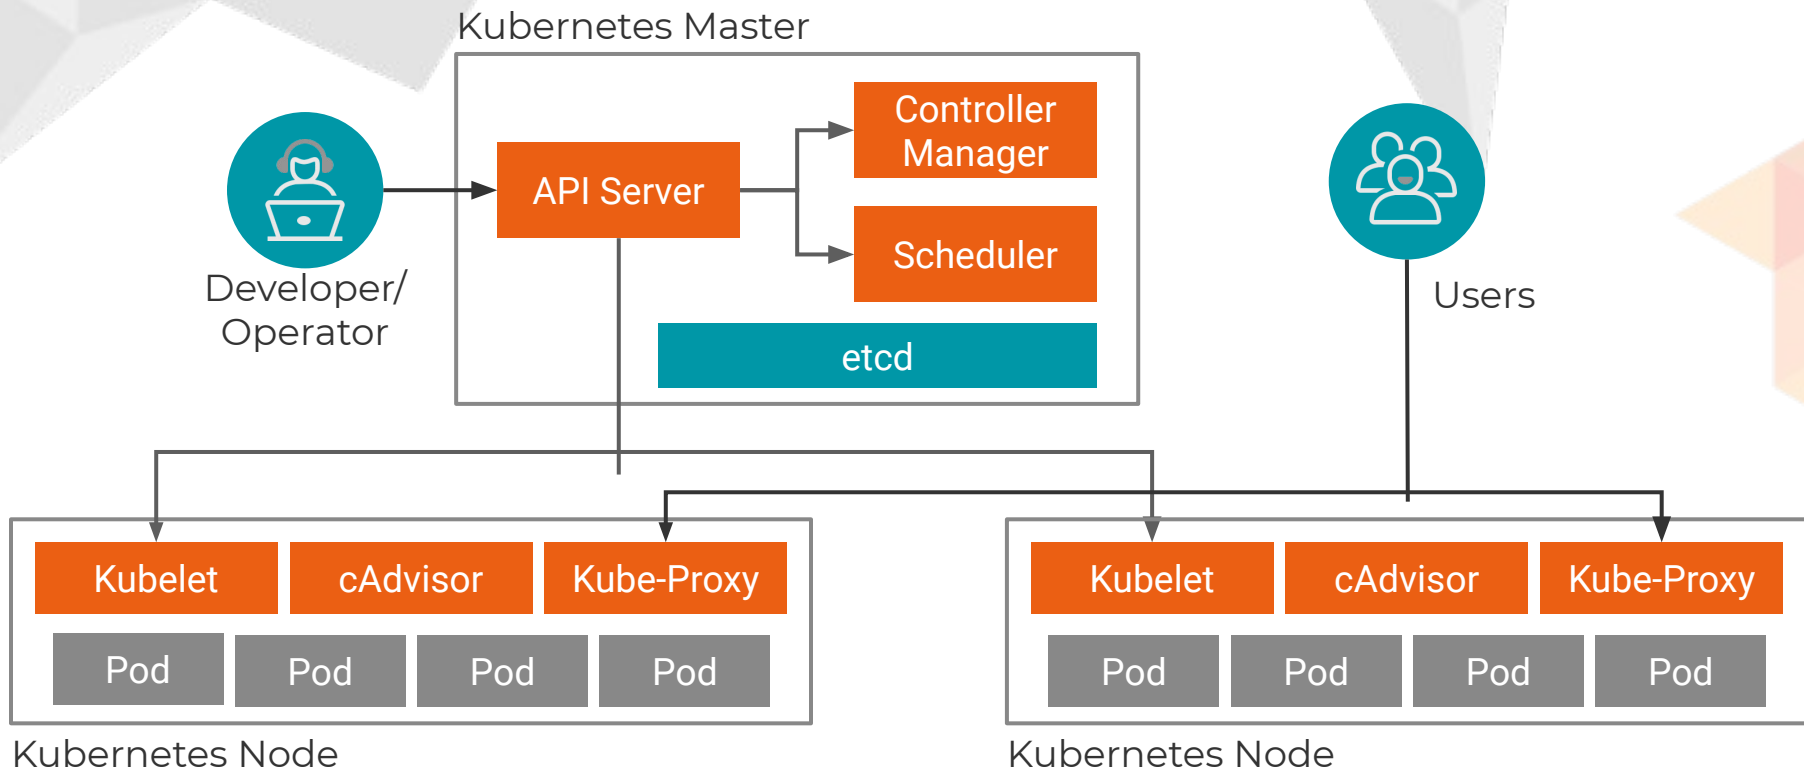 Kubernetes Master
Controller
Manager
API Server
Scheduler
etcd
Developer/
Operator
Users
Kubelet
cAdvisor
Kube-Proxy
Pod
Pod
Pod
Pod
Kubernetes Node
Kubelet
cAdvisor
Kube-Proxy
Pod
Pod
Pod
Pod
Kubernetes Node